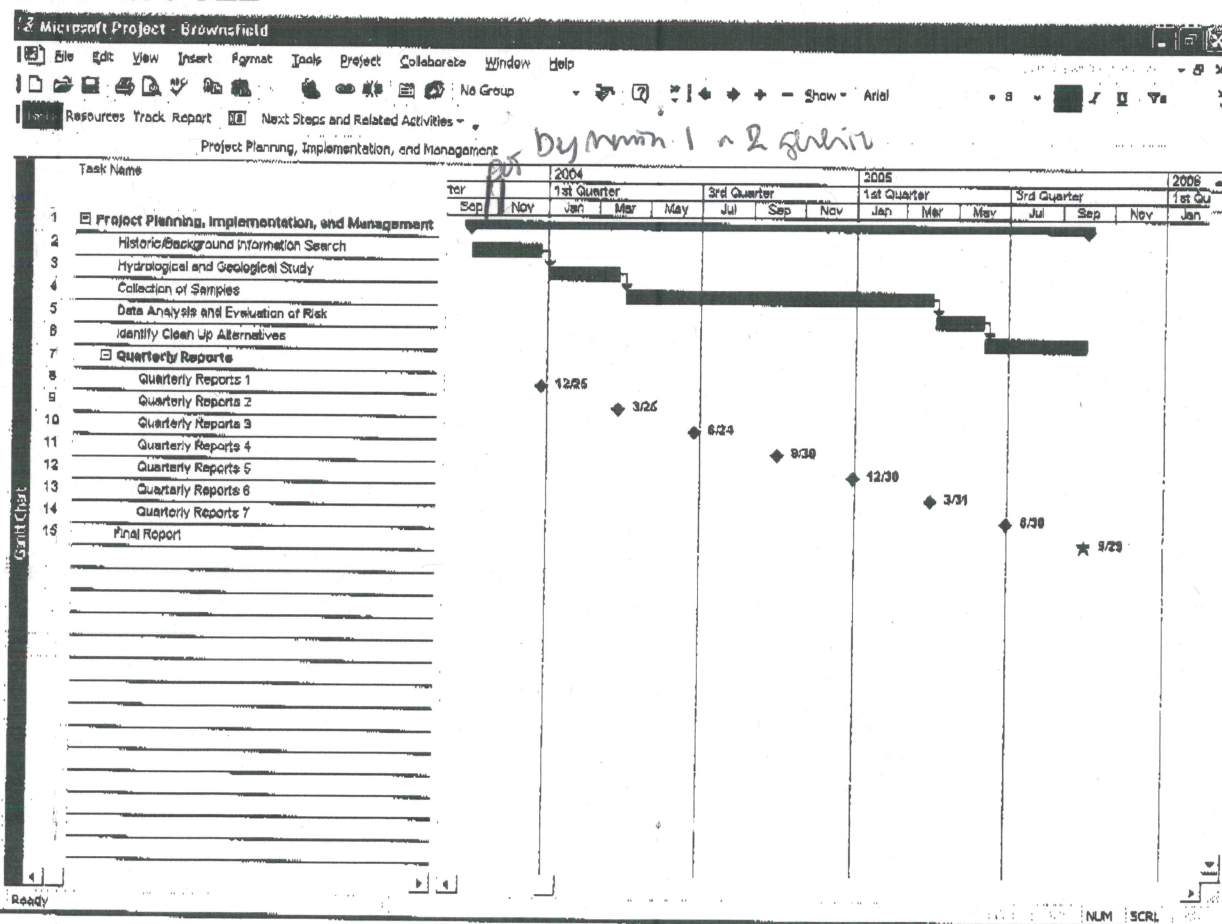 Microsoft Project - Brownsfield
File Edit View Insert Format Tools Project Collaborate Window Help
No Group Show Arial 8 I U
Resources Track Report Next Steps and Related Activities
Project Planning, Implementation, and Management
Task Name
2004 2005 2006
ter 1st Quarter 3rd Quarter 1st Quarter 3rd Quarter 1st Qu
Sep Nov Jan Mar May Jul Sep Nov Jan Mar May Jul Sep Nov Jan
1 Project Planning, Implementation, and Management
2 Historic/Background Information Search
3 Hydrological and Geological Study
4 Collection of Samples
5 Data Analysis and Evaluation of Risk
6 Identify Clean Up Alternatives
7 Quarterly Reports
8 Quarterly Reports 1 12/25
9 Quarterly Reports 2 3/26
10 Quarterly Reports 3 6/24
11 Quarterly Reports 4 9/30
12 Quarterly Reports 5 12/30
13 Quarterly Reports 6 3/31
14 Quarterly Reports 7 6/30
15 Final Report 9/29
Gantt Chart
Ready
NUM SCRL